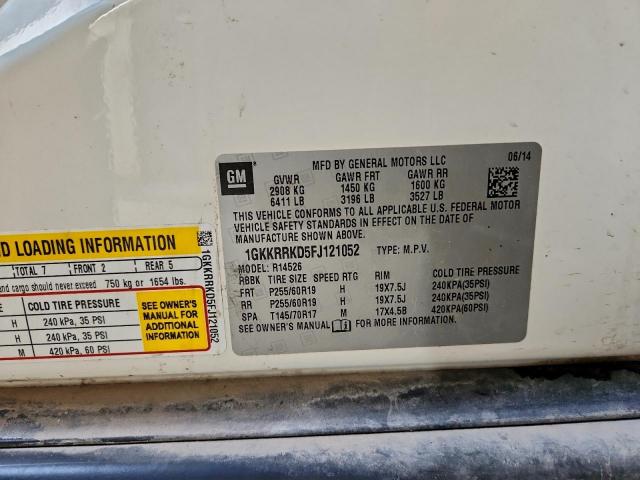 GM
MFD BY GENERAL MOTORS LLC
06/14
GVWR GAWR FRT GAWR RR
2908 KG 1450 KG 1600 KG
6411 LB 3196 LB 3527 LB
THIS VEHICLE CONFORMS TO ALL APPLICABLE U.S. FEDERAL MOTOR
VEHICLE SAFETY STANDARDS IN EFFECT ON THE DATE OF
MANUFACTURE SHOWN ABOVE.
1GKKRRKD5FJ121052 TYPE: M.P.V.
MODEL: R14526
RBBK TIRE SIZE SPEED RTG RIM COLD TIRE PRESSURE
FRT P255/60R19 H 19X7.5J 240KPA(35PSI)
RR P255/60R19 H 19X7.5J 240KPA(35PSI)
SPA T145/70R17 M 17X4.5B 420KPA(60PSI)
SEE OWNER'S MANUAL FOR MORE INFORMATION.
D LOADING INFORMATION
TOTAL 7 FRONT 2 REAR 5
nd cargo should never exceed 750 kg or 1654 lbs.
COLD TIRE PRESSURE
H 240 kPa, 35 PSI
H 240 kPa, 35 PSI
M 420 kPa, 60 PSI
SEE OWNER'S
MANUAL FOR
ADDITIONAL
INFORMATION
1GKKRRKD5FJ121052